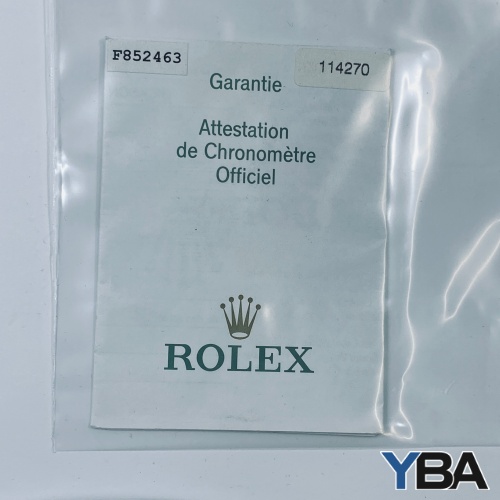 F852463
114270
Garantie
Attestation
de Chronomètre
Officiel
ROLEX
YBA